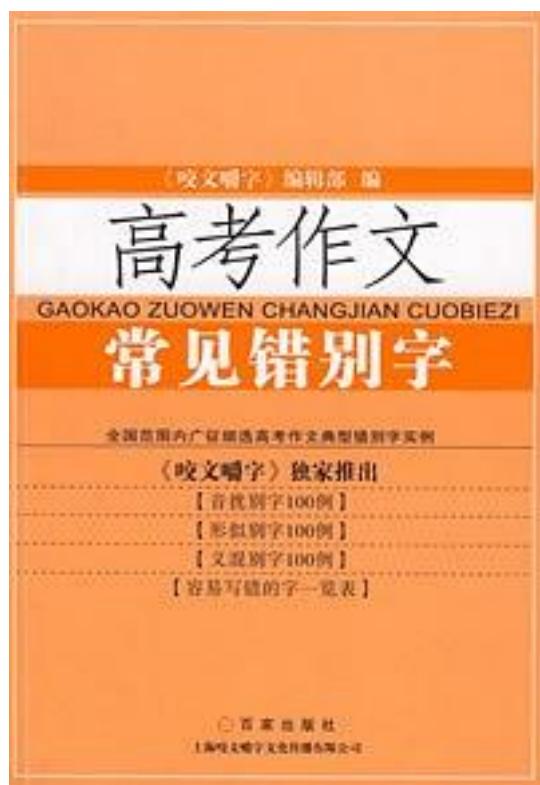 《咬文嚼字》编辑部 编
高考作文
GAOKAO ZUOWEN CHANGJIAN CUOBIEZI
常见错别字
全国范围内广征细选高考作文典型错别字实例
《咬文嚼字》独家推出
【音扰别字100例】
【形似别字100例】
【义混别字100例】
【容易写错的字一览表】
百家出版社
上海咬文嚼字文化传播有限公司